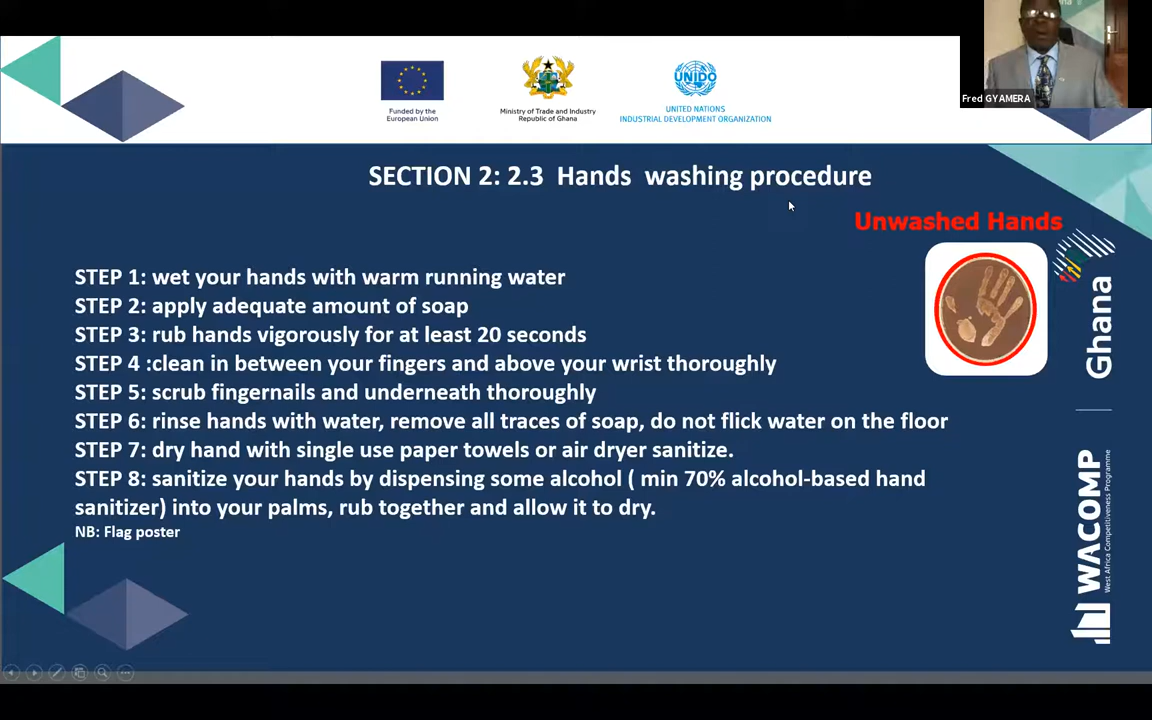 Funded by the
European Union
Ministry of Trade and Industry
Republic of Ghana
UNITED NATIONS
INDUSTRIAL DEVELOPMENT ORGANIZATION
Fred GYAMERA
SECTION 2: 2.3 Hands washing procedure
Unwashed Hands
STEP 1: wet your hands with warm running water
STEP 2: apply adequate amount of soap
STEP 3: rub hands vigorously for at least 20 seconds
STEP 4 :clean in between your fingers and above your wrist thoroughly
STEP 5: scrub fingernails and underneath thoroughly
STEP 6: rinse hands with water, remove all traces of soap, do not flick water on the floor
STEP 7: dry hand with single use paper towels or air dryer sanitize.
STEP 8: sanitize your hands by dispensing some alcohol ( min 70% alcohol-based hand
sanitizer) into your palms, rub together and allow it to dry.
NB: Flag poster
Ghana
WACOMP
West Africa Competitiveness Programme